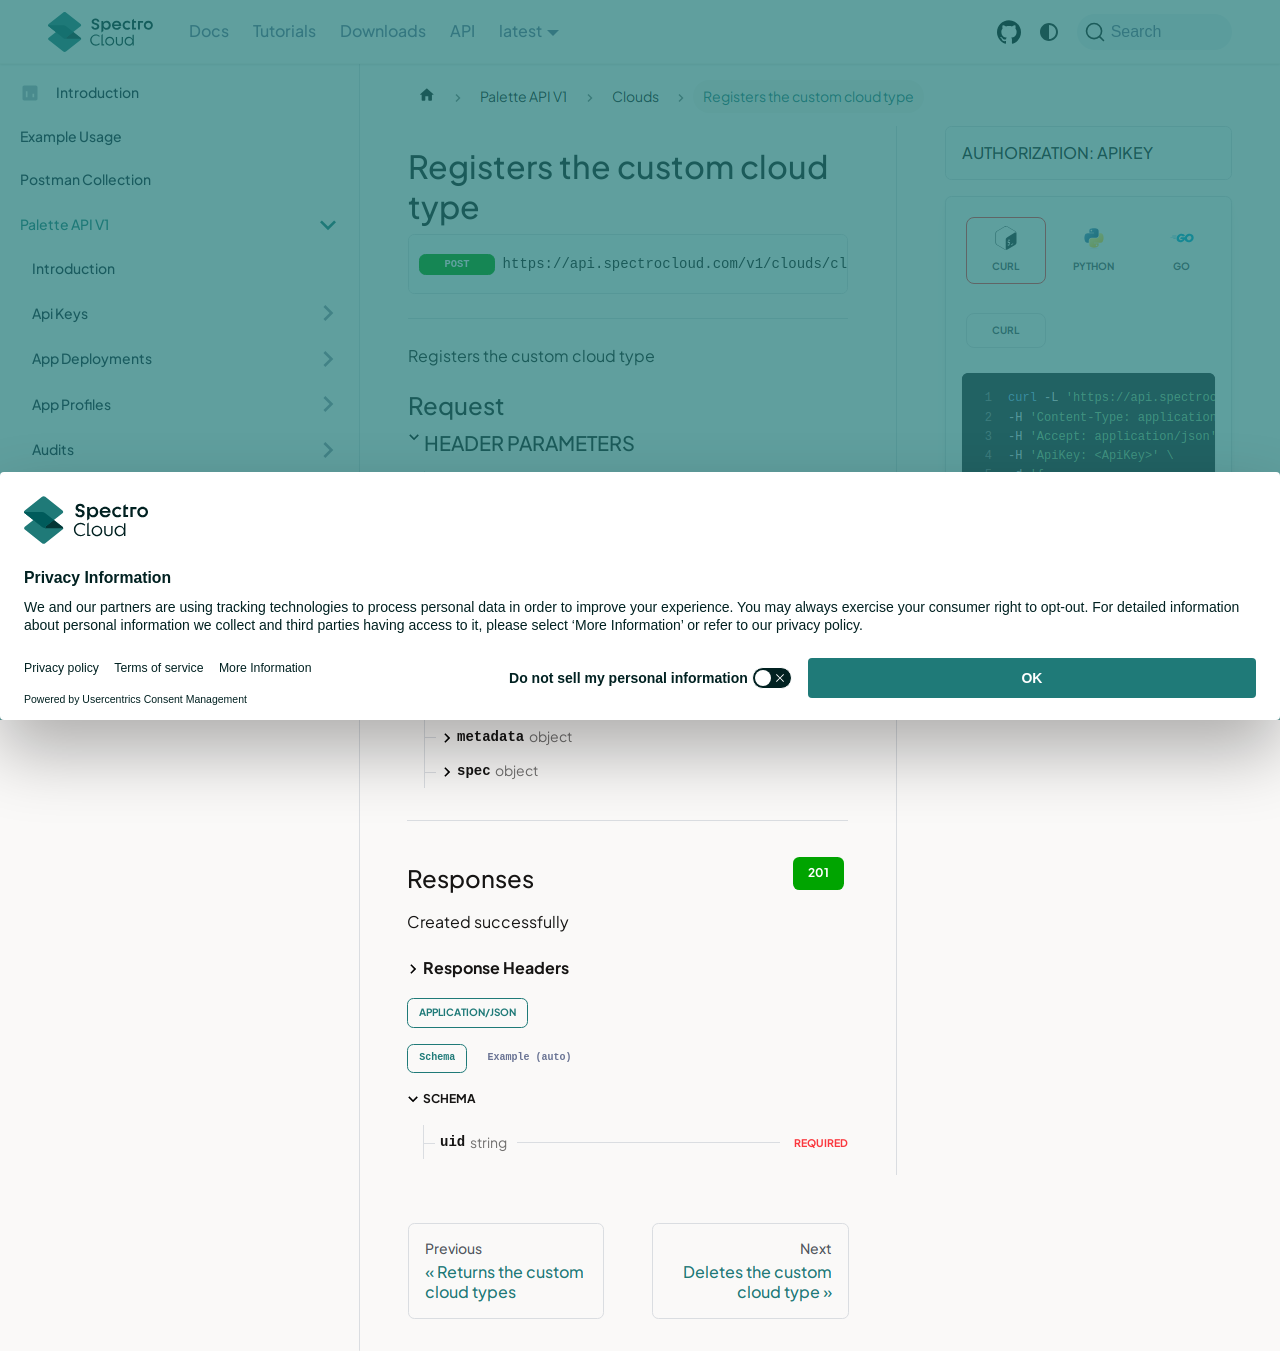 Spectro Cloud
Docs
Tutorials
Downloads
API
latest
Search
Introduction
Example Usage
Postman Collection
Palette API V1
Introduction
Api Keys
App Deployments
App Profiles
Audits
Palette API V1
Clouds
Registers the custom cloud type
Registers the custom cloud
type
POST
https://api.spectrocloud.com/v1/clouds/cl
Registers the custom cloud type
Request
HEADER PARAMETERS
AUTHORIZATION: APIKEY
CURL
PYTHON
GO
CURL
1 curl -L 'https://api.spectroc
2 -H 'Content-Type: application
3 -H 'Accept: application/json'
4 -H 'ApiKey: <ApiKey>' \
Spectro Cloud
Privacy Information
We and our partners are using tracking technologies to process personal data in order to improve your experience. You may always exercise your consumer right to opt-out. For detailed information
about personal information we collect and third parties having access to it, please select ‘More Information’ or refer to our privacy policy.
Privacy policy
Terms of service
More Information
Powered by Usercentrics Consent Management
Do not sell my personal information
OK
metadata object
spec object
Responses
201
Created successfully
Response Headers
APPLICATION/JSON
Schema
Example (auto)
SCHEMA
uid string
REQUIRED
Previous
« Returns the custom
cloud types
Next
Deletes the custom
cloud type »